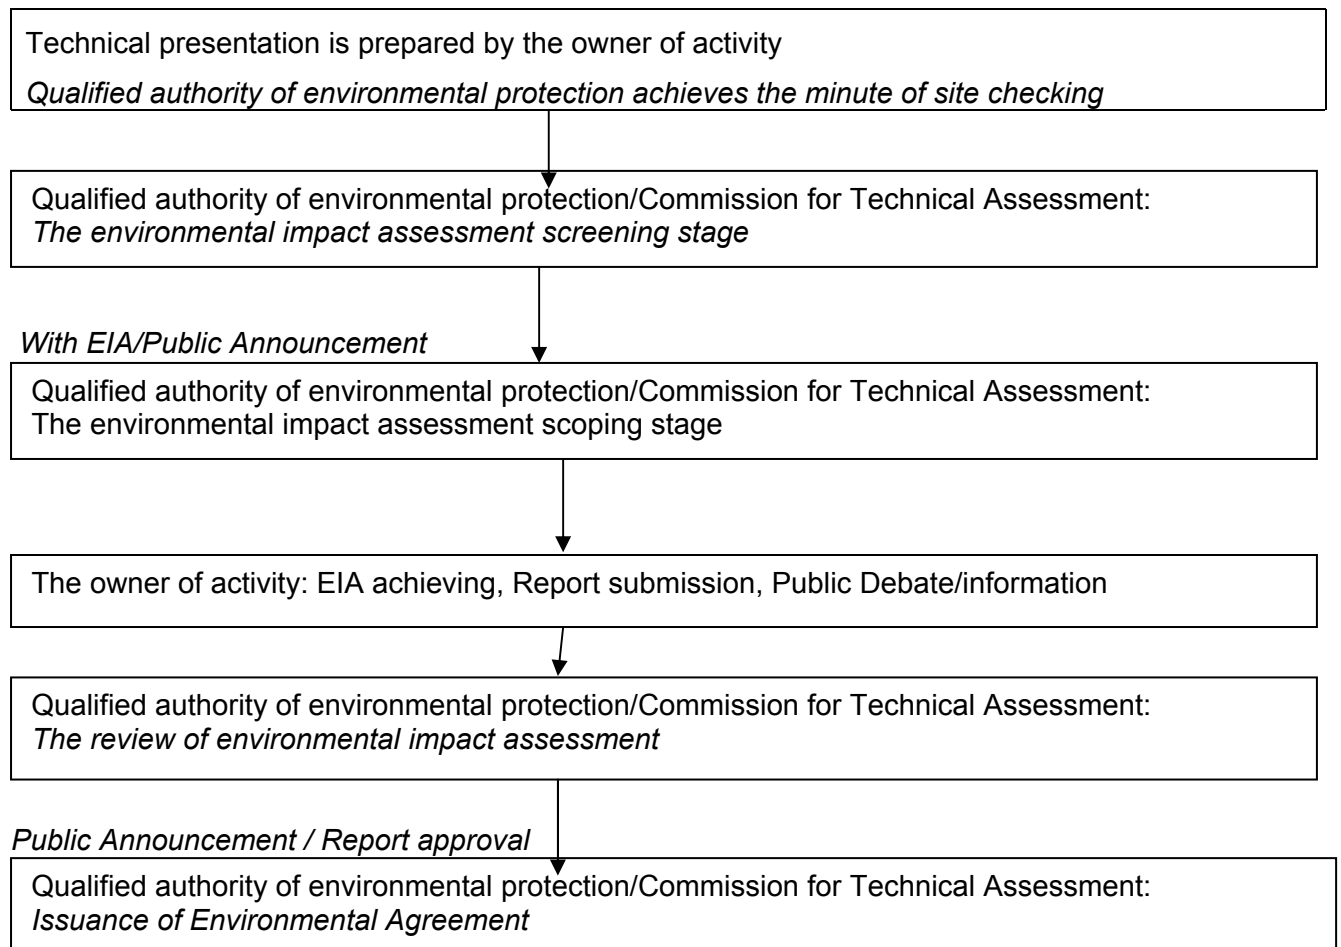 Technical presentation is prepared by the owner of activity
Qualified authority of environmental protection achieves the minute of site checking
Qualified authority of environmental protection/Commission for Technical Assessment:
The environmental impact assessment screening stage
With EIA/Public Announcement
Qualified authority of environmental protection/Commission for Technical Assessment:
The environmental impact assessment scoping stage
The owner of activity: EIA achieving, Report submission, Public Debate/information
Qualified authority of environmental protection/Commission for Technical Assessment:
The review of environmental impact assessment
Public Announcement / Report approval
Qualified authority of environmental protection/Commission for Technical Assessment:
Issuance of Environmental Agreement